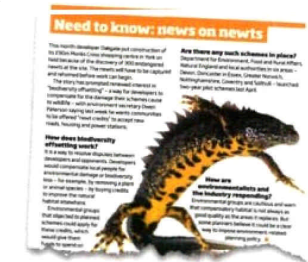 Need to know: news on newts
This month developer Oakgate put construction of
its £90m Monks Cross shopping centre in York on
hold because of the discovery of 300 endangered
newts at the site. The newts will have to be captured
and rehomed before work can begin.
The story has prompted renewed interest in
"biodiversity offsetting" – a way for developers to
compensate for the damage their schemes cause
to wildlife – with environment secretary Owen
Paterson saying last week he wants communities
to be offered "newt credits" to accept new
roads, housing and power stations.
How does biodiversity
offsetting work?
It is a way to resolve disputes between
developers and opponents. Developers
would compensate local people for
environmental damage or biodiversity
loss – for example, by removing a plant
or animal species – by buying credits
to improve the natural
habitat elsewhere.
Environmental groups
that objected to planned
schemes could apply for
these credits, which
would give them
funds to spend on
Are there any such schemes in place?
Department for Environment, Food and Rural Affairs,
Natural England and local authorities in six areas –
Devon, Doncaster, Essex, Greater Norwich,
Nottinghamshire, Coventry and Solihull – launched
two-year pilot schemes last April.
How are
environmentalists and
the industry responding?
Environmental groups are cautious and warn
that compensatory habitat is not always as
good quality as the areas it replaces. But
some planners believe it could be a clear
way to improve environment-related
planning policy.